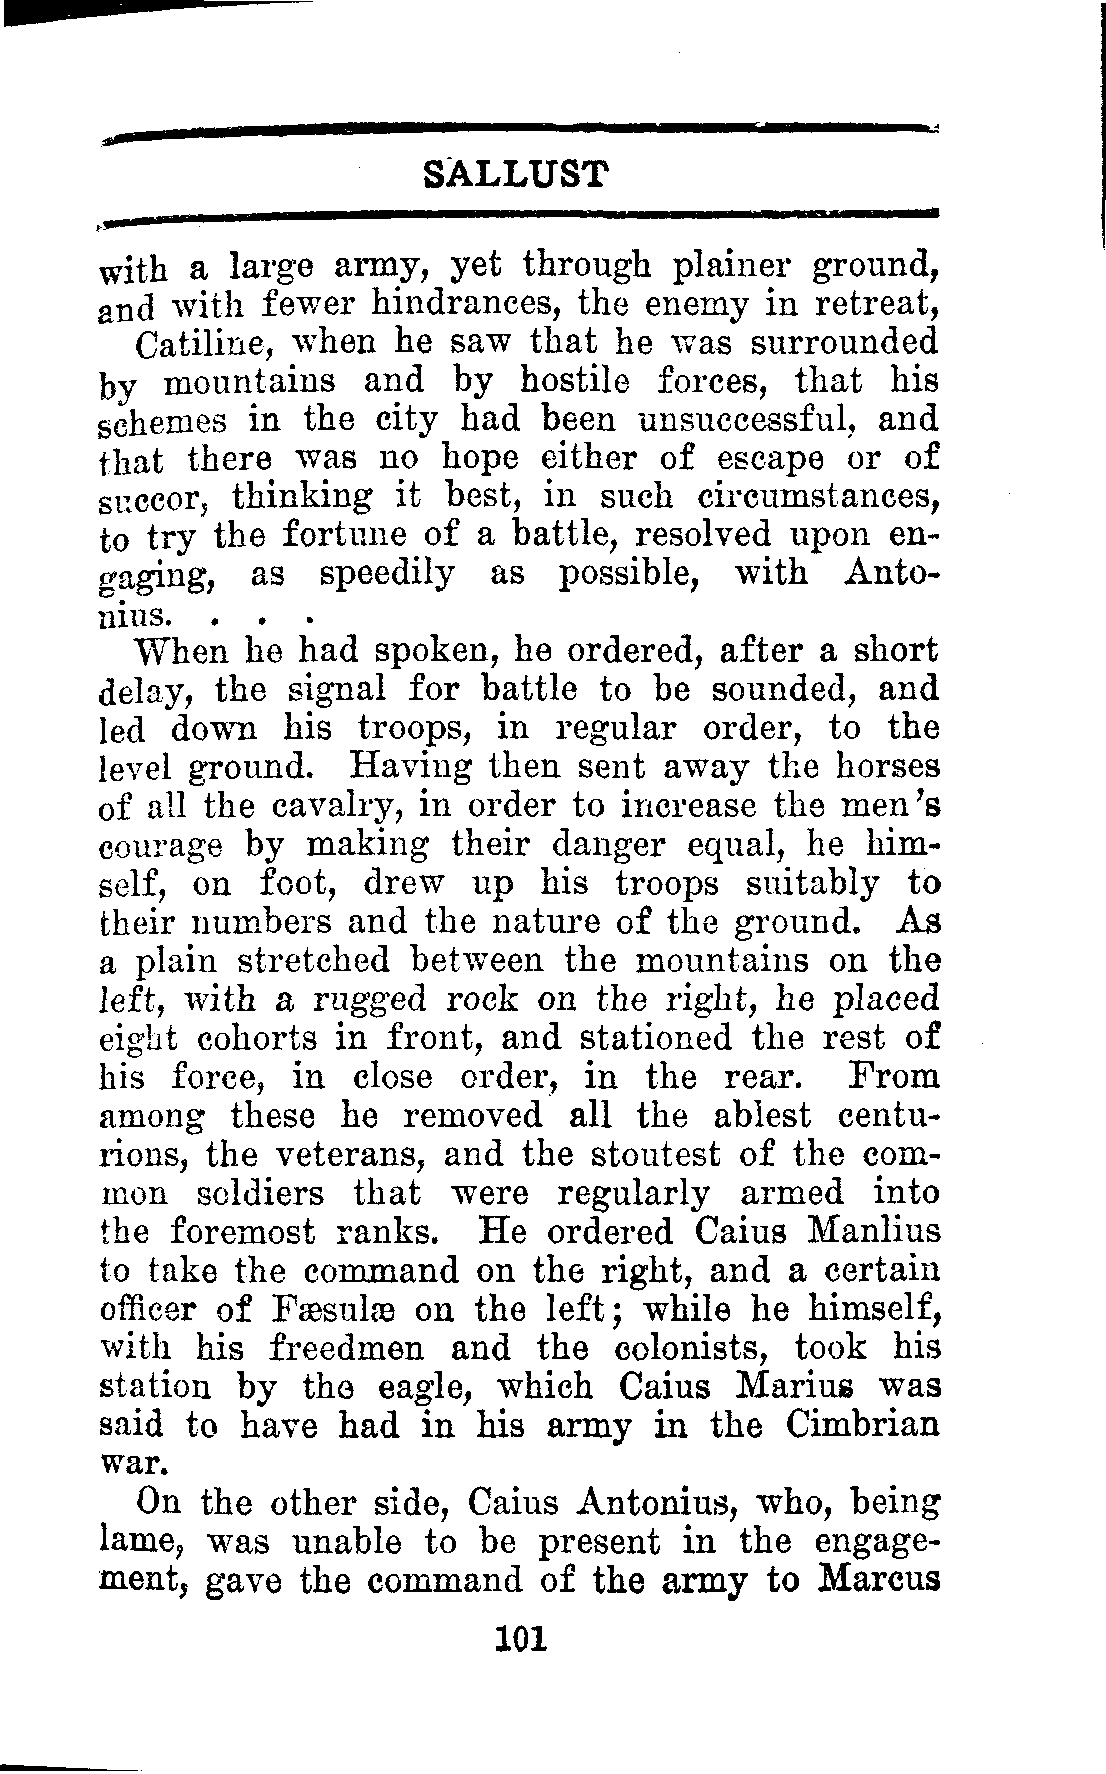 SALLUST
with a large army, yet through plainer ground,
and with fewer hindrances, the enemy in retreat,
Catiline, when he saw that he was surrounded
by mountains and by hostile forces, that his
schemes in the city had been unsuccessful, and
that there was no hope either of escape or of
succor, thinking it best, in such circumstances,
to try the fortune of a battle, resolved upon en-
gaging, as speedily as possible, with Anto-
nius. . . .
When he had spoken, he ordered, after a short
delay, the signal for battle to be sounded, and
led down his troops, in regular order, to the
level ground. Having then sent away the horses
of all the cavalry, in order to increase the men's
courage by making their danger equal, he him-
self, on foot, drew up his troops suitably to
their numbers and the nature of the ground. As
a plain stretched between the mountains on the
left, with a rugged rock on the right, he placed
eight cohorts in front, and stationed the rest of
his force, in close order, in the rear. From
among these he removed all the ablest centu-
rions, the veterans, and the stoutest of the com-
mon soldiers that were regularly armed into
the foremost ranks. He ordered Caius Manlius
to take the command on the right, and a certain
officer of Fæsulæ on the left; while he himself,
with his freedmen and the colonists, took his
station by the eagle, which Caius Marius was
said to have had in his army in the Cimbrian
war.
On the other side, Caius Antonius, who, being
lame, was unable to be present in the engage-
ment, gave the command of the army to Marcus
101